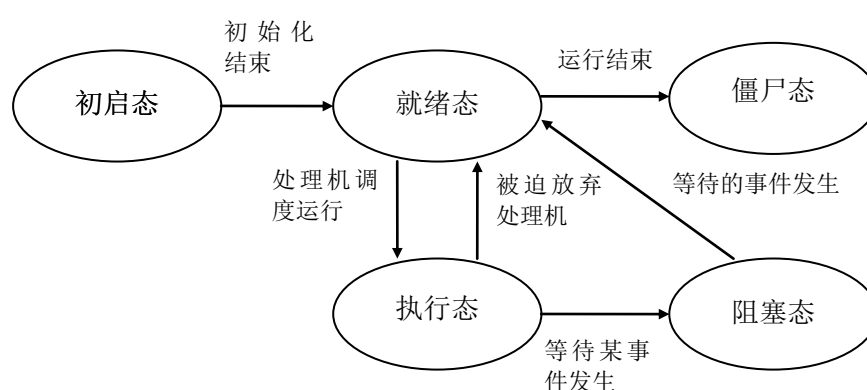 初始化
结束
运行结束
初启态
就绪态
僵尸态
处理机调
度运行
被迫放弃
处理机
等待的事件发生
执行态
阻塞态
等待某事
件发生